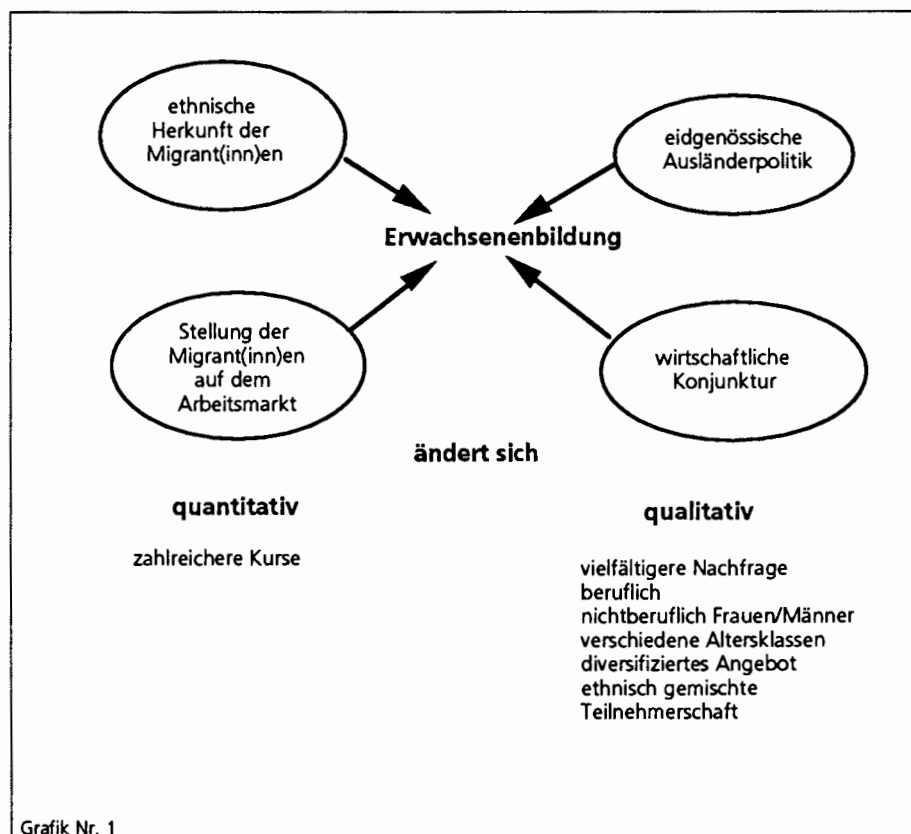 ethnische
Herkunft der
Migrant(inn)en
eidgenössische
Ausländerpolitik
Erwachsenenbildung
Stellung der
Migrant(inn)en
auf dem
Arbeitsmarkt
wirtschaftliche
Konjunktur
ändert sich
quantitativ
zahlreichere Kurse
qualitativ
vielfältigere Nachfrage
beruflich
nichtberuflich Frauen/Männer
verschiedene Altersklassen
diversifiziertes Angebot
ethnisch gemischte
Teilnehmerschaft
Grafik Nr. 1